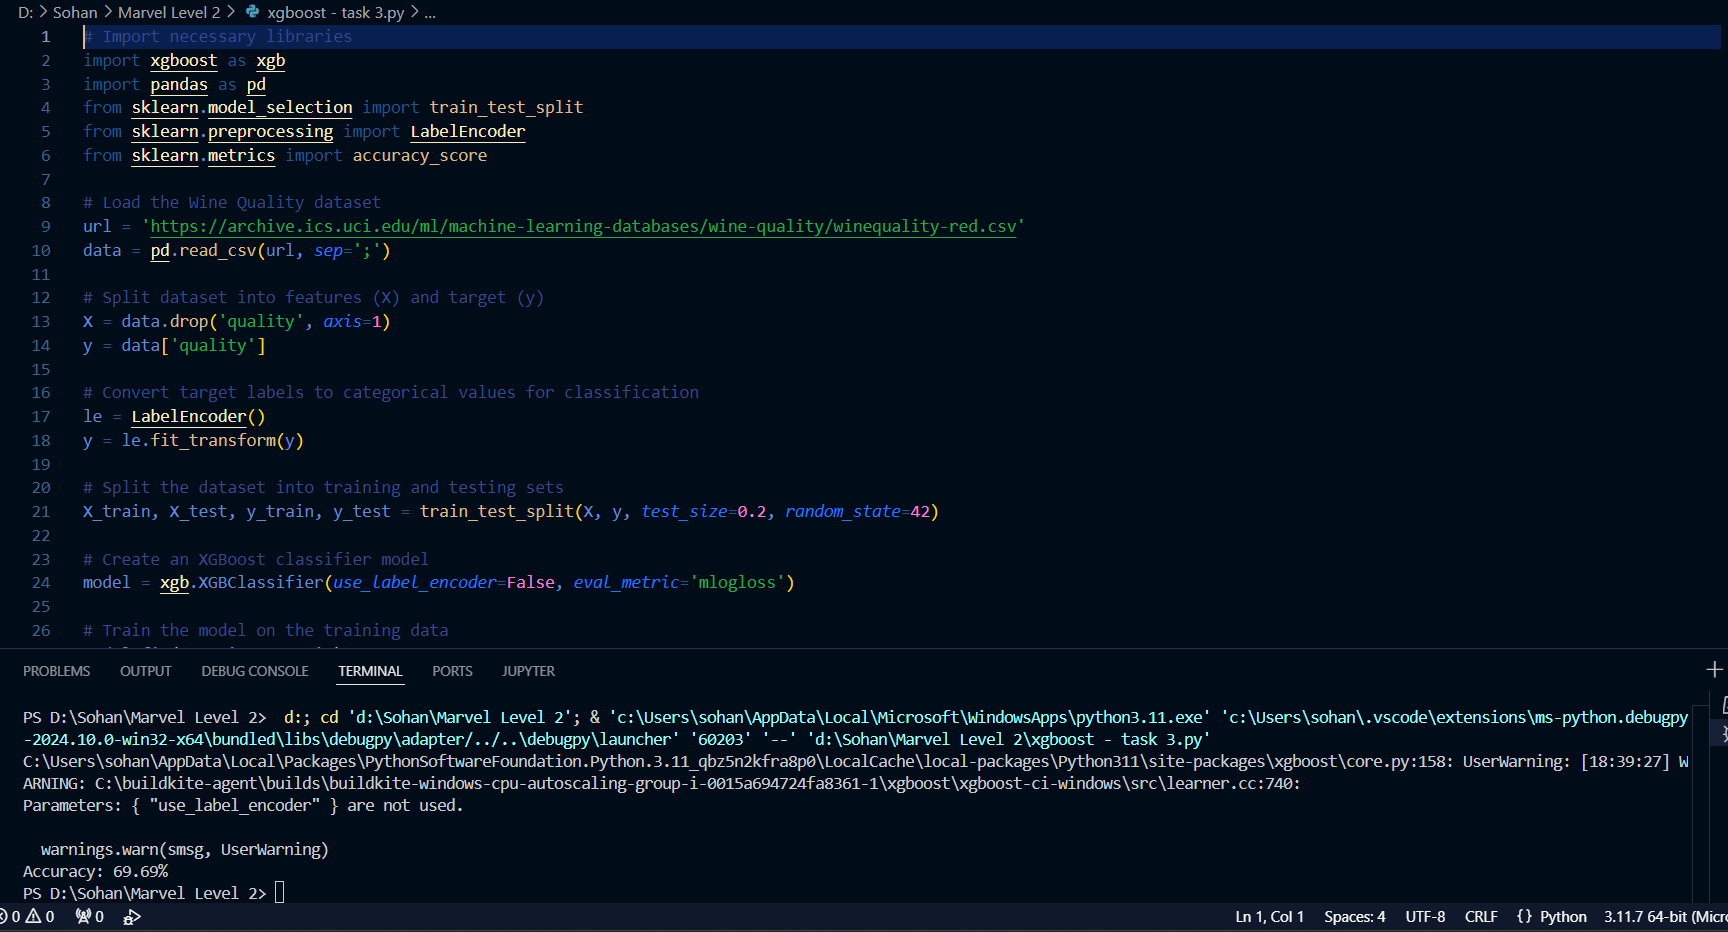 D: > Sohan > Marvel Level 2 > xgboost - task 3.py > ...
1 # Import necessary libraries
2 import xgboost as xgb
3 import pandas as pd
4 from sklearn.model_selection import train_test_split
5 from sklearn.preprocessing import LabelEncoder
6 from sklearn.metrics import accuracy_score
7
8 # Load the Wine Quality dataset
9 url = 'https://archive.ics.uci.edu/ml/machine-learning-databases/wine-quality/winequality-red.csv'
10 data = pd.read_csv(url, sep=';')
11
12 # Split dataset into features (X) and target (y)
13 X = data.drop('quality', axis=1)
14 y = data['quality']
15
16 # Convert target labels to categorical values for classification
17 le = LabelEncoder()
18 y = le.fit_transform(y)
19
20 # Split the dataset into training and testing sets
21 X_train, X_test, y_train, y_test = train_test_split(X, y, test_size=0.2, random_state=42)
22
23 # Create an XGBoost classifier model
24 model = xgb.XGBClassifier(use_label_encoder=False, eval_metric='mlogloss')
25
26 # Train the model on the training data
PROBLEMS OUTPUT DEBUG CONSOLE TERMINAL PORTS JUPYTER
PS D:\Sohan\Marvel Level 2>  d:; cd 'd:\Sohan\Marvel Level 2'; & 'c:\Users\sohan\AppData\Local\Microsoft\WindowsApps\python3.11.exe' 'c:\Users\sohan\.vscode\extensions\ms-python.debugpy
-2024.10.0-win32-x64\bundled\libs\debugpy\adapter/../..\debugpy\launcher' '60203' '--' 'd:\Sohan\Marvel Level 2\xgboost - task 3.py'
C:\Users\sohan\AppData\Local\Packages\PythonSoftwareFoundation.Python.3.11_qbz5n2kfra8p0\LocalCache\local-packages\Python311\site-packages\xgboost\core.py:158: UserWarning: [18:39:27] W
ARNING: C:\buildkite-agent\builds\buildkite-windows-cpu-autoscaling-group-i-0015a694724fa8361-1\xgboost\xgboost-ci-windows\src\learner.cc:740:
Parameters: { "use_label_encoder" } are not used.
warnings.warn(smsg, UserWarning)
Accuracy: 69.69%
PS D:\Sohan\Marvel Level 2>
0 0 0 Ln 1, Col 1 Spaces: 4 UTF-8 CRLF {} Python 3.11.7 64-bit (Micro